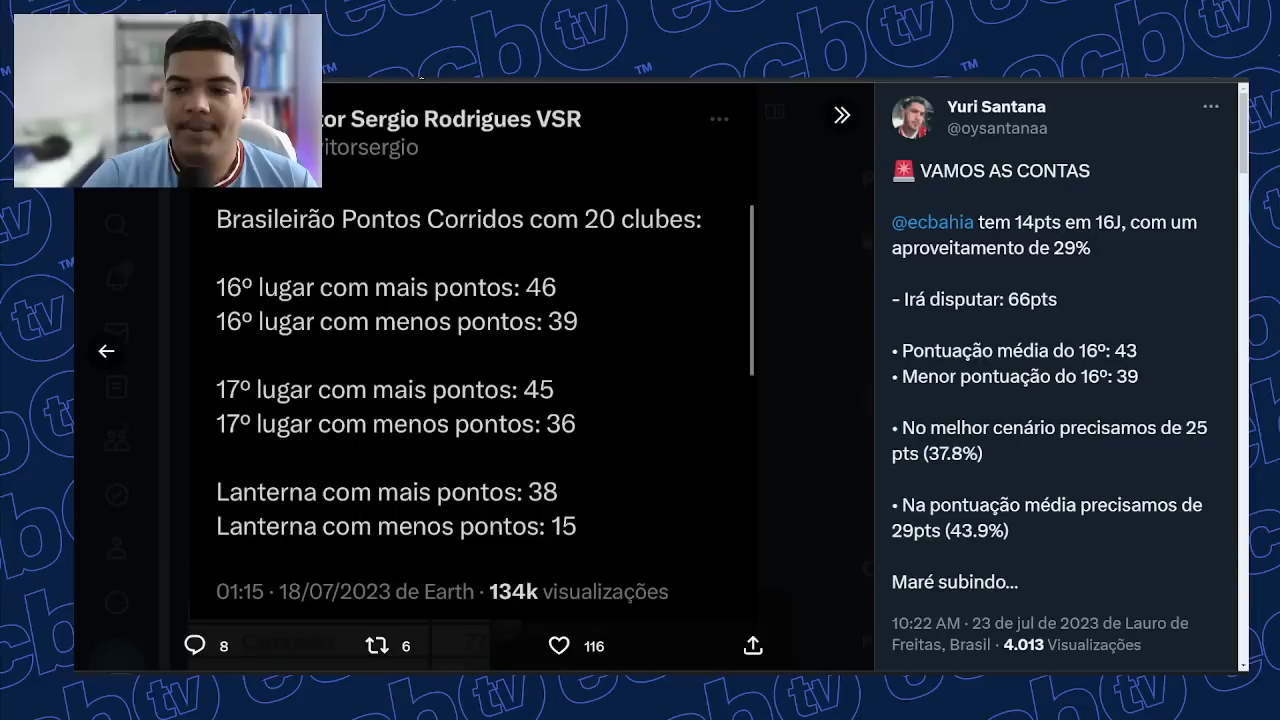 tor Sergio Rodrigues VSR
itorsergio
Brasileirão Pontos Corridos com 20 clubes:
16º lugar com mais pontos: 46
16º lugar com menos pontos: 39
17º lugar com mais pontos: 45
17º lugar com menos pontos: 36
Lanterna com mais pontos: 38
Lanterna com menos pontos: 15
01:15 · 18/07/2023 de Earth · 134k visualizações
8 6 116
Yuri Santana
@oysantanaa
🚨 VAMOS AS CONTAS
@ecbahia tem 14pts em 16J, com um
aproveitamento de 29%
- Irá disputar: 66pts
• Pontuação média do 16º: 43
• Menor pontuação do 16º: 39
• No melhor cenário precisamos de 25
pts (37.8%)
• Na pontuação média precisamos de
29pts (43.9%)
Maré subindo...
10:22 AM · 23 de jul de 2023 de Lauro de
Freitas, Brasil · 4.013 Visualizações
ecbtv